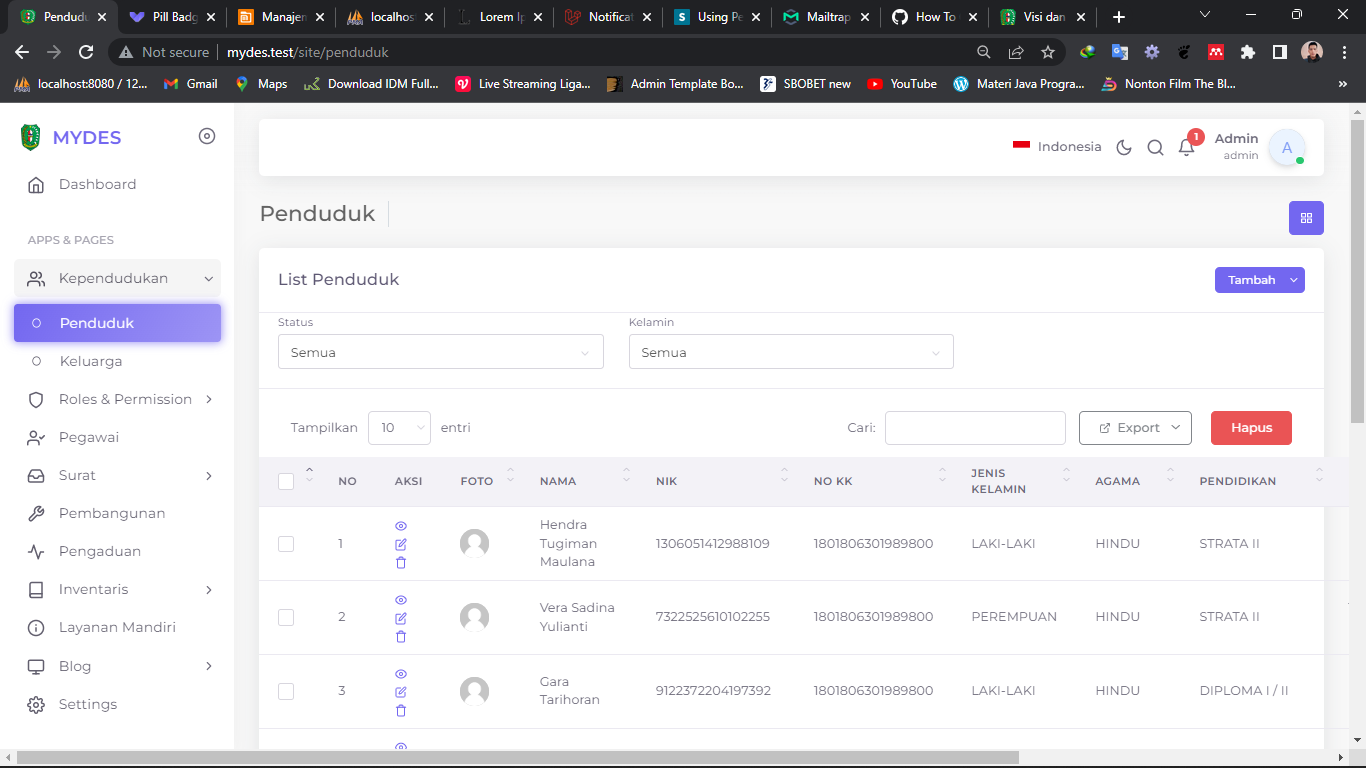 Pendudu
Pill Badg
Manajem
localhos
Lorem Ip
Notificat
Using Pe
Mailtrap
How To
Visi dan
Not secure
mydes.test/site/penduduk
localhost:8080 / 12...
Gmail
Maps
Download IDM Full...
Live Streaming Liga...
Admin Template Bo...
SBOBET new
YouTube
Materi Java Progra...
Nonton Film The Bl...
»
MYDES
Dashboard
APPS & PAGES
Kependudukan
Penduduk
Keluarga
Roles & Permission
Pegawai
Surat
Pembangunan
Pengaduan
Inventaris
Layanan Mandiri
Blog
Settings
Indonesia
1
Admin
admin
A
Penduduk
List Penduduk
Tambah
Status
Kelamin
Semua
Semua
Tampilkan 10 entri
Cari:
Export
Hapus
NO AKSI FOTO NAMA NIK NO KK JENIS KELAMIN AGAMA PENDIDIKAN
1 Hendra Tugiman Maulana 1306051412988109 1801806301989800 LAKI-LAKI HINDU STRATA II
2 Vera Sadina Yulianti 7322525610102255 1801806301989800 PEREMPUAN HINDU STRATA II
3 Gara Tarihoran 9122372204197392 1801806301989800 LAKI-LAKI HINDU DIPLOMA I / II